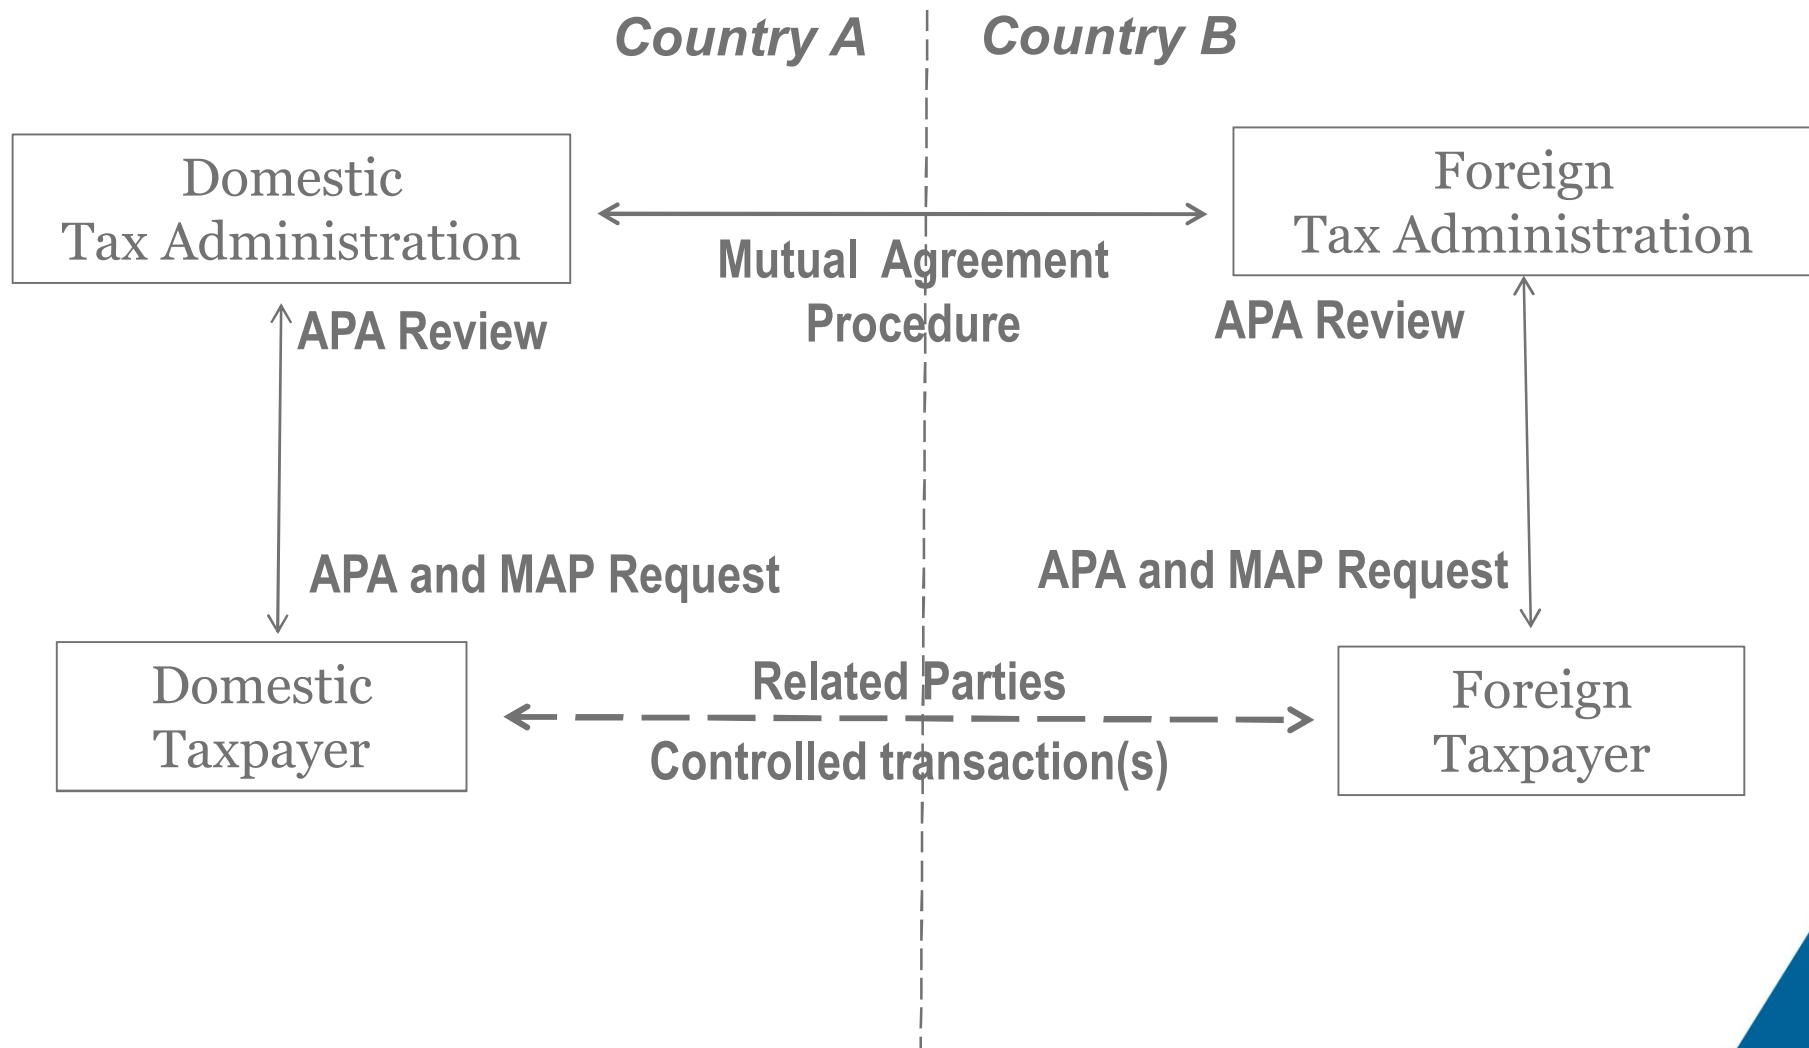 Country A
Country B
Domestic
Tax Administration
Foreign
Tax Administration
Mutual Agreement
Procedure
APA Review
APA Review
APA and MAP Request
APA and MAP Request
Domestic
Taxpayer
Related Parties
Controlled transaction(s)
Foreign
Taxpayer